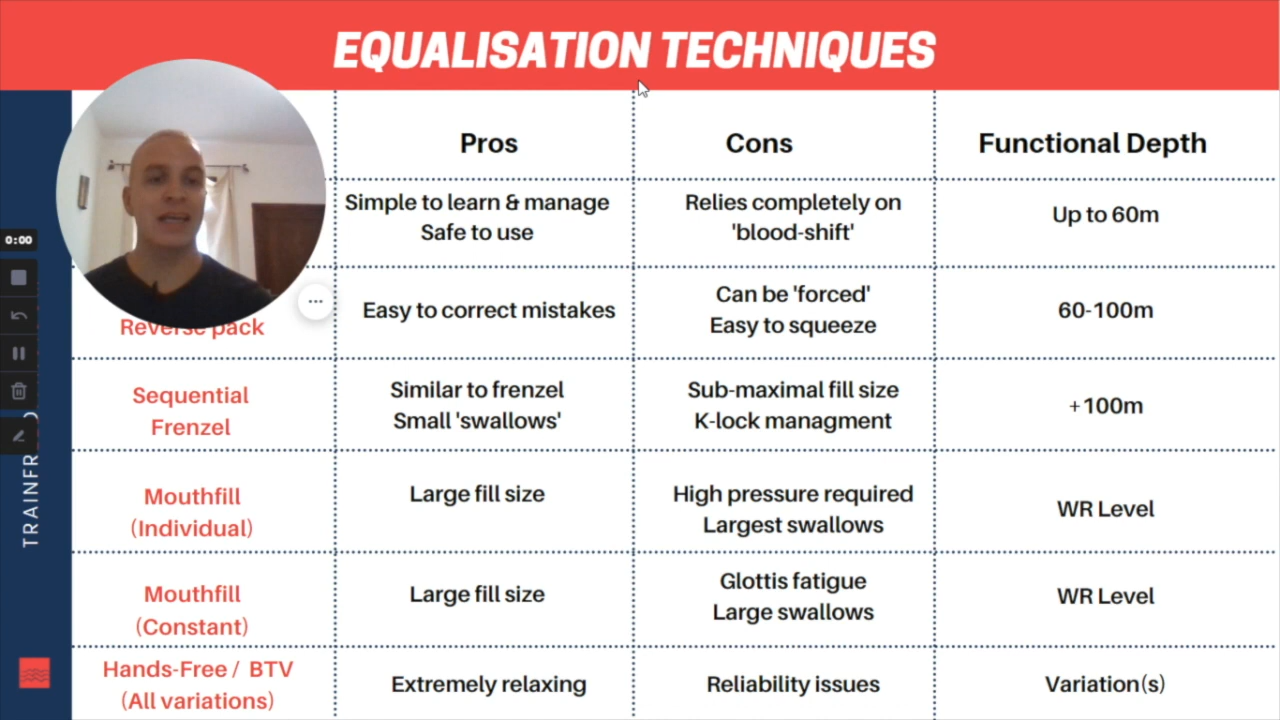 EQUALISATION TECHNIQUES
Pros
Cons
Functional Depth
Simple to learn & manage
Safe to use
Relies completely on
'blood-shift'
Up to 60m
Reverse pack
Easy to correct mistakes
Can be 'forced'
Easy to squeeze
60-100m
Sequential
Frenzel
Similar to frenzel
Small 'swallows'
Sub-maximal fill size
K-lock managment
+100m
Mouthfill
(Individual)
Large fill size
High pressure required
Largest swallows
WR Level
Mouthfill
(Constant)
Large fill size
Glottis fatigue
Large swallows
WR Level
Hands-Free / BTV
(All variations)
Extremely relaxing
Reliability issues
Variation(s)
0:00